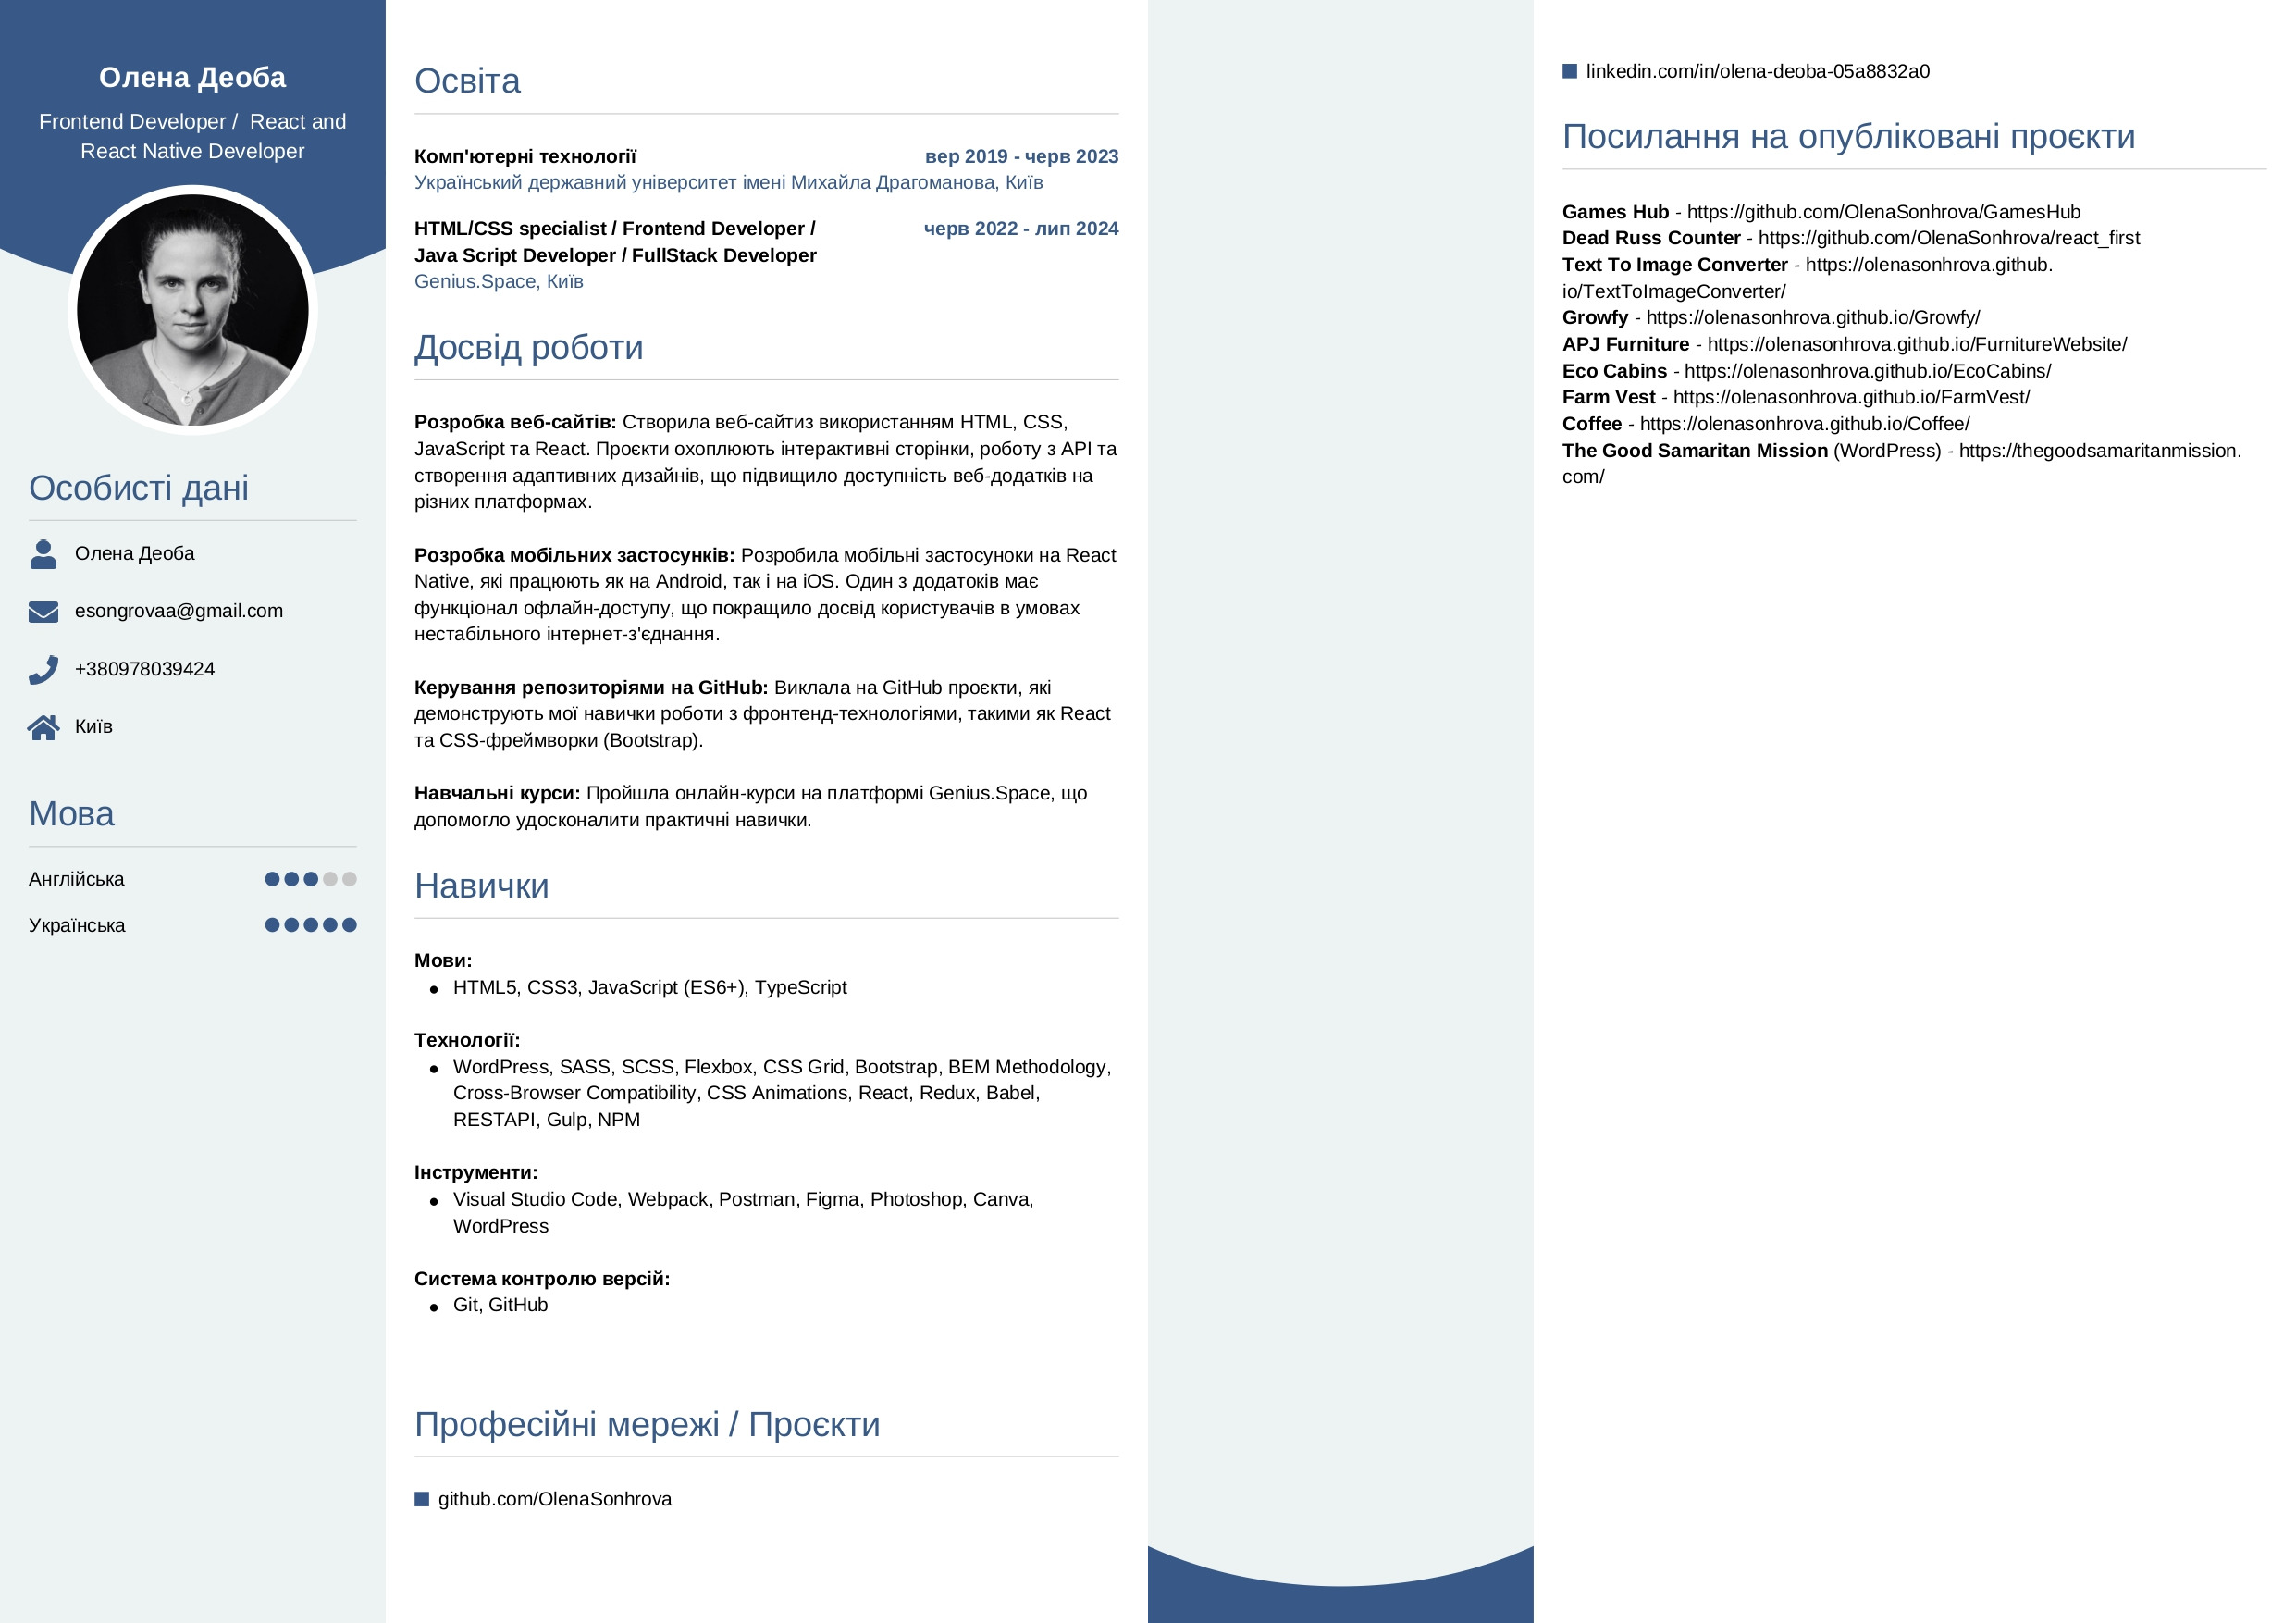 Олена Деоба
Frontend Developer /  React and
React Native Developer
Особисті дані
Олена Деоба
esongrovaa@gmail.com
+380978039424
Київ
Мова
Англійська
Українська
Освіта
Комп'ютерні технології вер 2019 - черв 2023
Український державний університет імені Михайла Драгоманова, Київ
HTML/CSS specialist / Frontend Developer / черв 2022 - лип 2024
Java Script Developer / FullStack Developer
Genius.Space, Київ
Досвід роботи
Розробка веб-сайтів: Створила веб-сайтиз використанням HTML, CSS,
JavaScript та React. Проєкти охоплюють інтерактивні сторінки, роботу з API та
створення адаптивних дизайнів, що підвищило доступність веб-додатків на
різних платформах.
Розробка мобільних застосунків: Розробила мобільні застосуноки на React
Native, які працюють як на Android, так і на iOS. Один з додатоків має
функціонал офлайн-доступу, що покращило досвід користувачів в умовах
нестабільного інтернет-з'єднання.
Керування репозиторіями на GitHub: Виклала на GitHub проєкти, які
демонструють мої навички роботи з фронтенд-технологіями, такими як React
та CSS-фреймворки (Bootstrap).
Навчальні курси: Пройшла онлайн-курси на платформі Genius.Space, що
допомогло удосконалити практичні навички.
Навички
Мови:
● HTML5, CSS3, JavaScript (ES6+), TypeScript
Технології:
● WordPress, SASS, SCSS, Flexbox, CSS Grid, Bootstrap, BEM Methodology,
Cross-Browser Compatibility, CSS Animations, React, Redux, Babel,
RESTAPI, Gulp, NPM
Інструменти:
● Visual Studio Code, Webpack, Postman, Figma, Photoshop, Canva,
WordPress
Система контролю версій:
● Git, GitHub
Професійні мережі / Проєкти
github.com/OlenaSonhrova
linkedin.com/in/olena-deoba-05a8832a0
Посилання на опубліковані проєкти
Games Hub - https://github.com/OlenaSonhrova/GamesHub
Dead Russ Counter - https://github.com/OlenaSonhrova/react_first
Text To Image Converter - https://olenasonhrova.github.
io/TextToImageConverter/
Growfy - https://olenasonhrova.github.io/Growfy/
APJ Furniture - https://olenasonhrova.github.io/FurnitureWebsite/
Eco Cabins - https://olenasonhrova.github.io/EcoCabins/
Farm Vest - https://olenasonhrova.github.io/FarmVest/
Coffee - https://olenasonhrova.github.io/Coffee/
The Good Samaritan Mission (WordPress) - https://thegoodsamaritanmission.
com/